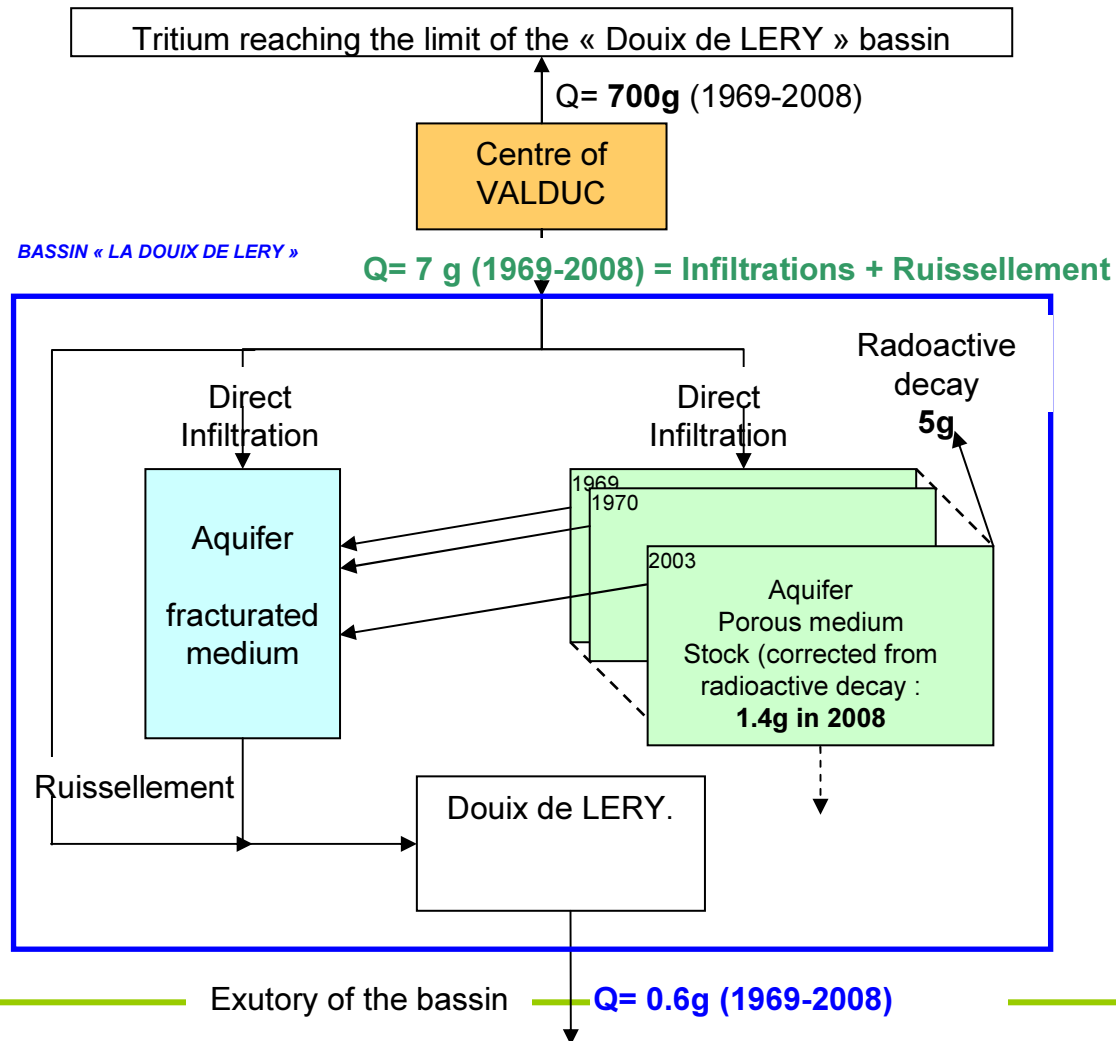 Tritium reaching the limit of the « Douix de LERY » bassin
Q= 700g (1969-2008)
Centre of
VALDUC
BASSIN « LA DOUIX DE LERY »
Q= 7 g (1969-2008) = Infiltrations + Ruissellement
Radoactive
decay
5g
Direct
Infiltration
Direct
Infiltration
Aquifer
fracturated
medium
1969
1970
2003
Aquifer
Porous medium
Stock (corrected from
radioactive decay :
1.4g in 2008
Ruissellement
Douix de LERY.
Exutory of the bassin
Q= 0.6g (1969-2008)